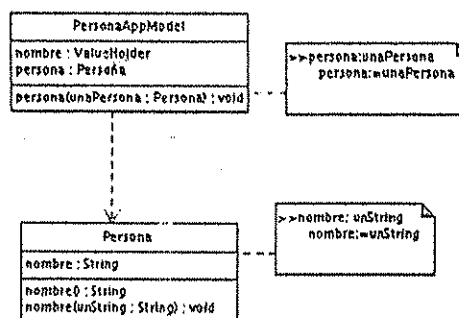 PersonaAppModel
nombre : ValueHolder
persona : Persona
persona(unaPersona : Persona) : void
>>persona:unaPersona
persona:=unaPersona
Persona
nombre : String
nombre() : String
nombre(unString : String) : void
>>nombre: unString
nombre:=unString